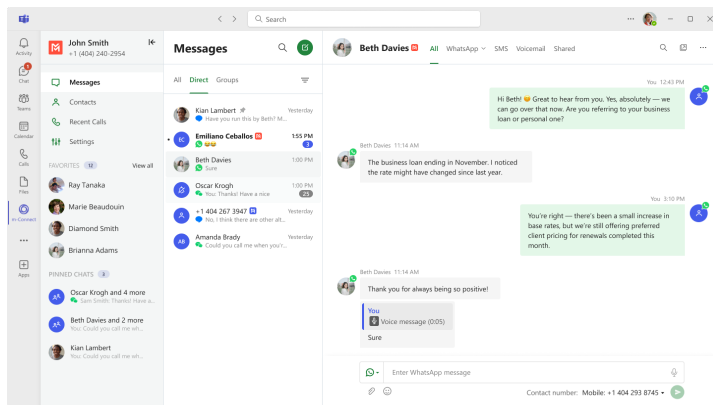 Search
Activity
Chat
Teams
Calendar
Calls
Files
m-Connect
Apps
John Smith
+1 (404) 240-2954
Messages
Contacts
Recent Calls
Settings
FAVORITES 12 View all
Ray Tanaka
Marie Beaudouin
Diamond Smith
Brianna Adams
PINNED CHATS 3
Oscar Krogh and 4 more
Sam Smith: Thanks! Have a...
Beth Davies and 2 more
You: Could you call me wh...
Kian Lambert
You: Could you call me wh...
Messages
All Direct Groups
Kian Lambert Yesterday
Have you run this by Beth? M...
EC Emiliano Ceballos 1:55 PM
3
Beth Davies 1:00 PM
Sure
Oscar Krogh 1:00 PM
You: Thanks! Have a nice 25
+1 404 267 3947 Yesterday
No, I think there are other alt...
AB Amanda Brady Yesterday
Could you call me when you'r...
Beth Davies All WhatsApp SMS Voicemail Shared
You 12:43 PM
Hi Beth! 😄 Great to hear from you. Yes, absolutely — we
can go over that now. Are you referring to your business
loan or personal one?
Beth Davies 11:14 AM
The business loan ending in November. I noticed
the rate might have changed since last year.
You 3:10 PM
You're right — there's been a small increase in
base rates, but we're still offering preferred
client pricing for renewals completed this
month.
Beth Davies 11:14 AM
Thank you for always being so positive!
You
Voice message (0:05)
Sure
Enter WhatsApp message
Contact number: Mobile: +1 404 293 8745